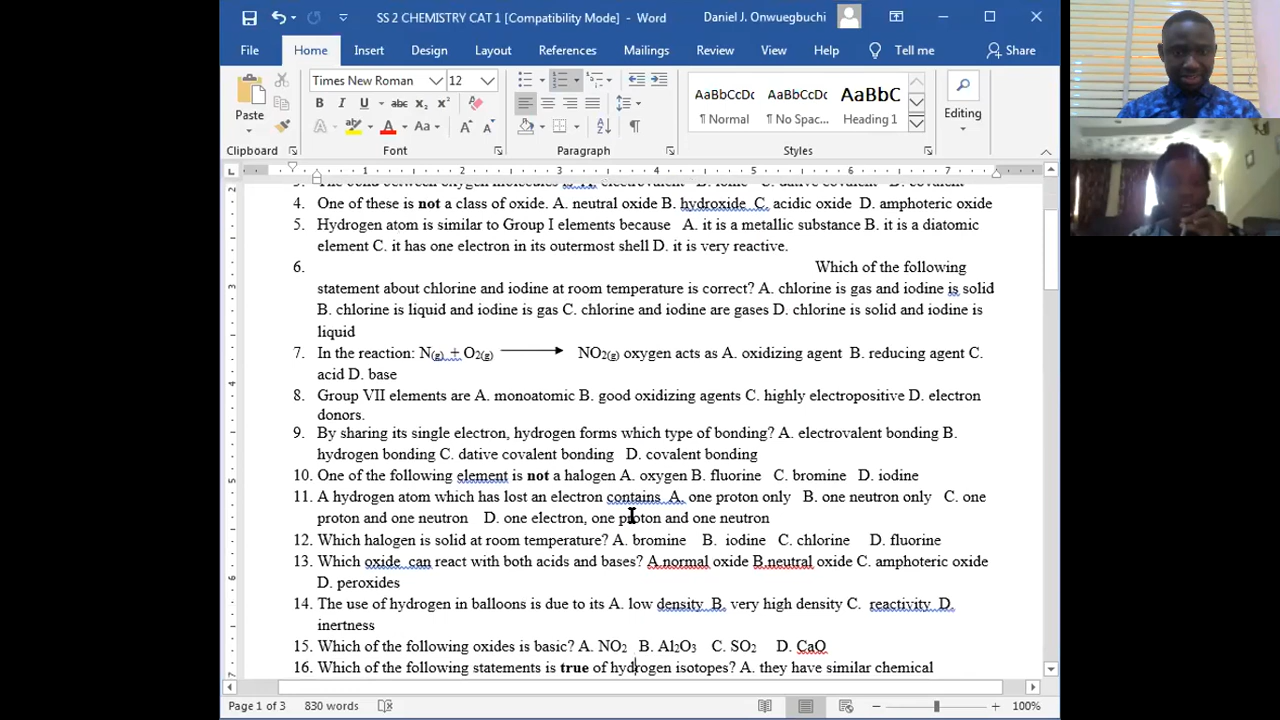 SS 2 CHEMISTRY CAT 1 [Compatibility Mode] - Word
Daniel J. Onwuegbuchi
File Home Insert Design Layout References Mailings Review View Help Tell me Share
Times New Roman 12
AaBbCcDc AaBbCcDc AaBbC
Paste
¶ Normal ¶ No Spac... Heading 1
Editing
Clipboard Font Paragraph Styles
1 2 3 4 5 6
4. One of these is not a class of oxide. A. neutral oxide B. hydroxide C. acidic oxide D. amphoteric oxide
5. Hydrogen atom is similar to Group I elements because A. it is a metallic substance B. it is a diatomic
element C. it has one electron in its outermost shell D. it is very reactive.
6. Which of the following
statement about chlorine and iodine at room temperature is correct? A. chlorine is gas and iodine is solid
B. chlorine is liquid and iodine is gas C. chlorine and iodine are gases D. chlorine is solid and iodine is
liquid
7. In the reaction: N(g) + O2(g) → NO2(g) oxygen acts as A. oxidizing agent B. reducing agent C.
acid D. base
8. Group VII elements are A. monoatomic B. good oxidizing agents C. highly electropositive D. electron
donors.
9. By sharing its single electron, hydrogen forms which type of bonding? A. electrovalent bonding B.
hydrogen bonding C. dative covalent bonding D. covalent bonding
10. One of the following element is not a halogen A. oxygen B. fluorine C. bromine D. iodine
11. A hydrogen atom which has lost an electron contains A. one proton only B. one neutron only C. one
proton and one neutron D. one electron, one proton and one neutron
12. Which halogen is solid at room temperature? A. bromine B. iodine C. chlorine D. fluorine
13. Which oxide can react with both acids and bases? A.normal oxide B.neutral oxide C. amphoteric oxide
D. peroxides
14. The use of hydrogen in balloons is due to its A. low density B. very high density C. reactivity D.
inertness
15. Which of the following oxides is basic? A. NO2 B. Al2O3 C. SO2 D. CaO
16. Which of the following statements is true of hydrogen isotopes? A. they have similar chemical
Page 1 of 3 830 words 100%